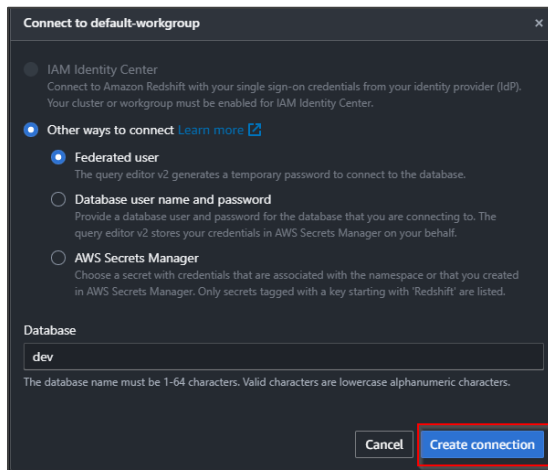 Connect to default-workgroup
IAM Identity Center
Connect to Amazon Redshift with your single sign-on credentials from your identity provider (IdP).
Your cluster or workgroup must be enabled for IAM Identity Center.
Other ways to connect Learn more
Federated user
The query editor v2 generates a temporary password to connect to the database.
Database user name and password
Provide a database user and password for the database that you are connecting to. The
query editor v2 stores your credentials in AWS Secrets Manager on your behalf.
AWS Secrets Manager
Choose a secret with credentials that are associated with the namespace or that you created
in AWS Secrets Manager. Only secrets tagged with a key starting with 'Redshift' are listed.
Database
dev
The database name must be 1-64 characters. Valid characters are lowercase alphanumeric characters.
Cancel Create connection